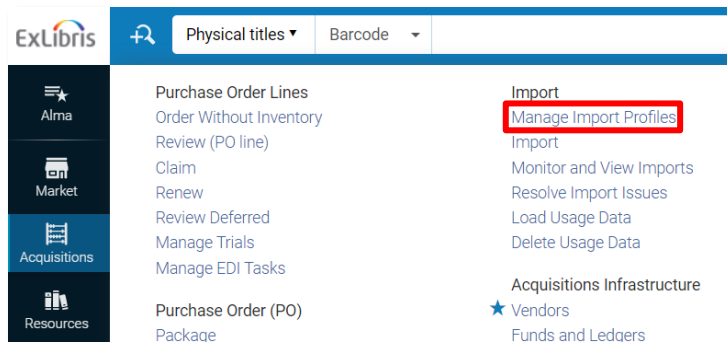 ExLibris
Physical titles
Barcode
Alma
Market
Acquisitions
Resources
Purchase Order Lines
Order Without Inventory
Review (PO line)
Claim
Renew
Review Deferred
Manage Trials
Manage EDI Tasks
Purchase Order (PO)
Package
Import
Manage Import Profiles
Import
Monitor and View Imports
Resolve Import Issues
Load Usage Data
Delete Usage Data
Acquisitions Infrastructure
Vendors
Funds and Ledgers